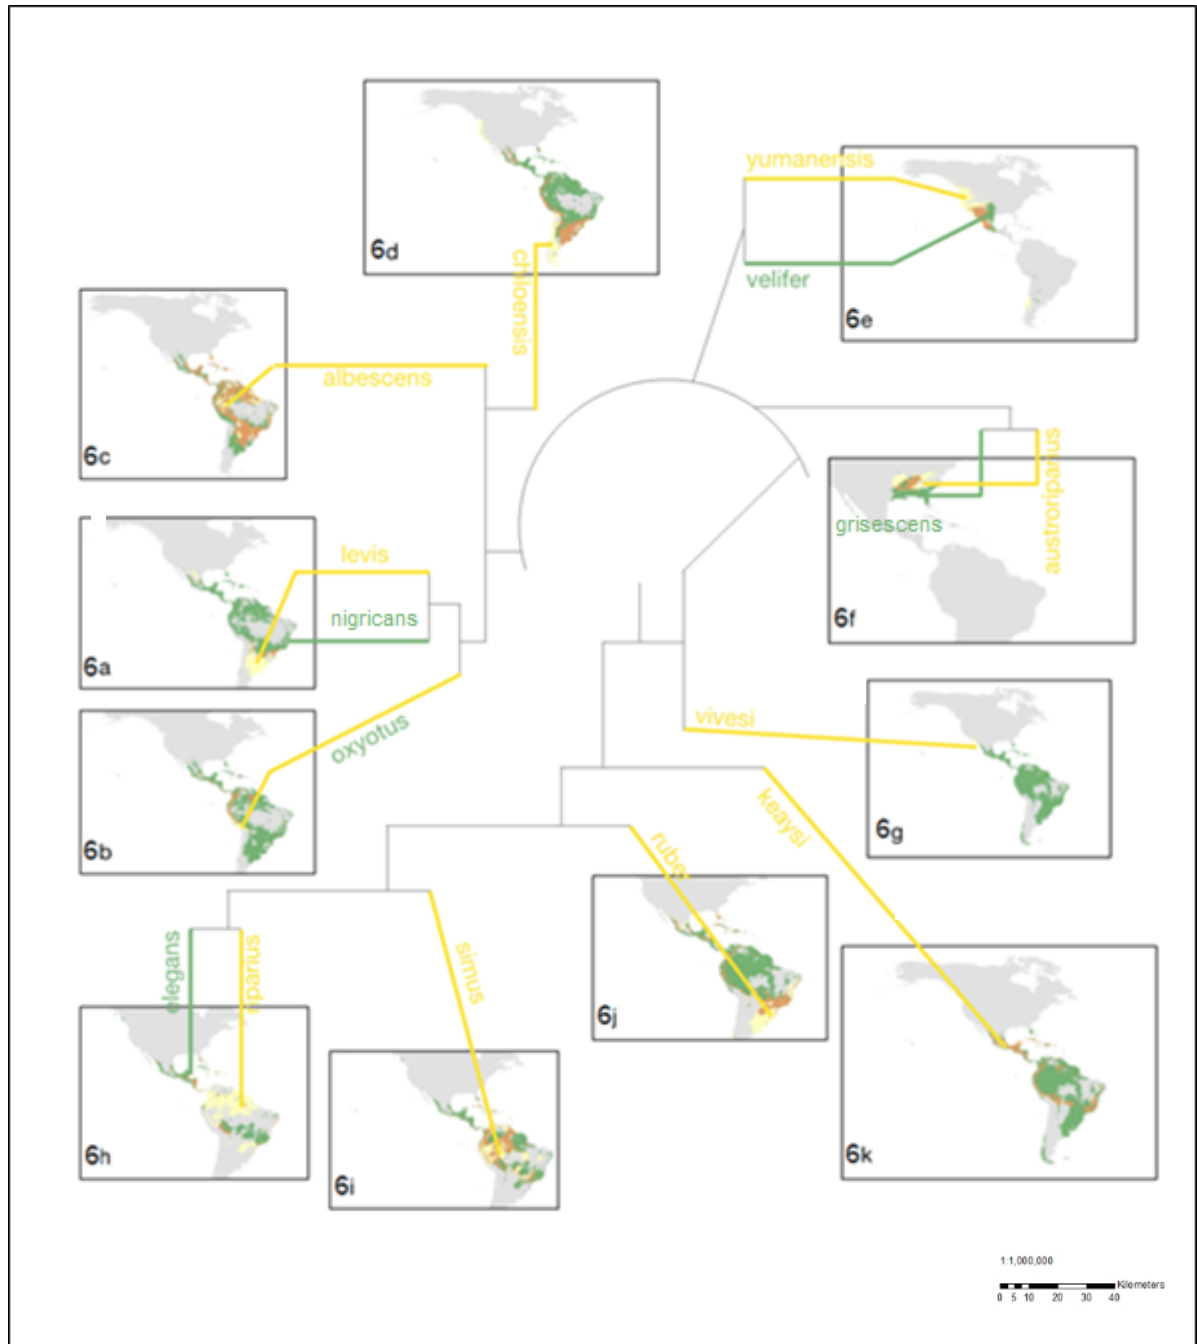 yumanensis
6d
chiloensis
velifer
6e
albescens
6c
austroriparius
grisescens
levis
nigricans
6a
6f
oxyotus
vivesi
6b
keaysi
6g
ruber
elegans
riparius
simus
6j
6h
6i
6k
1:1,000,000
Kilometers
0 5 10 20 30 40